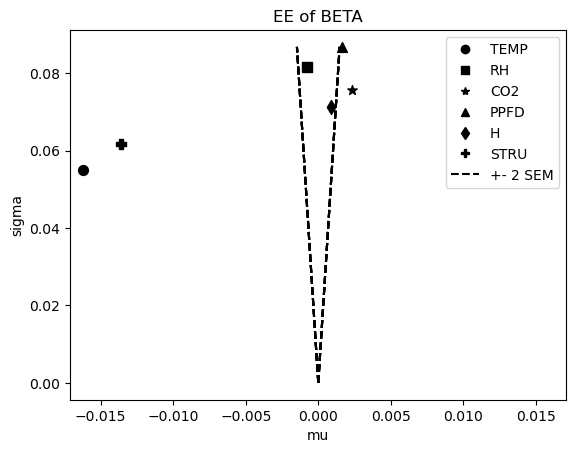 EE of BETA
TEMP
RH
CO2
PPFD
H
STRU
+- 2 SEM
sigma
0.08
0.06
0.04
0.02
0.00
−0.015
−0.010
−0.005
0.000
0.005
0.010
0.015
mu